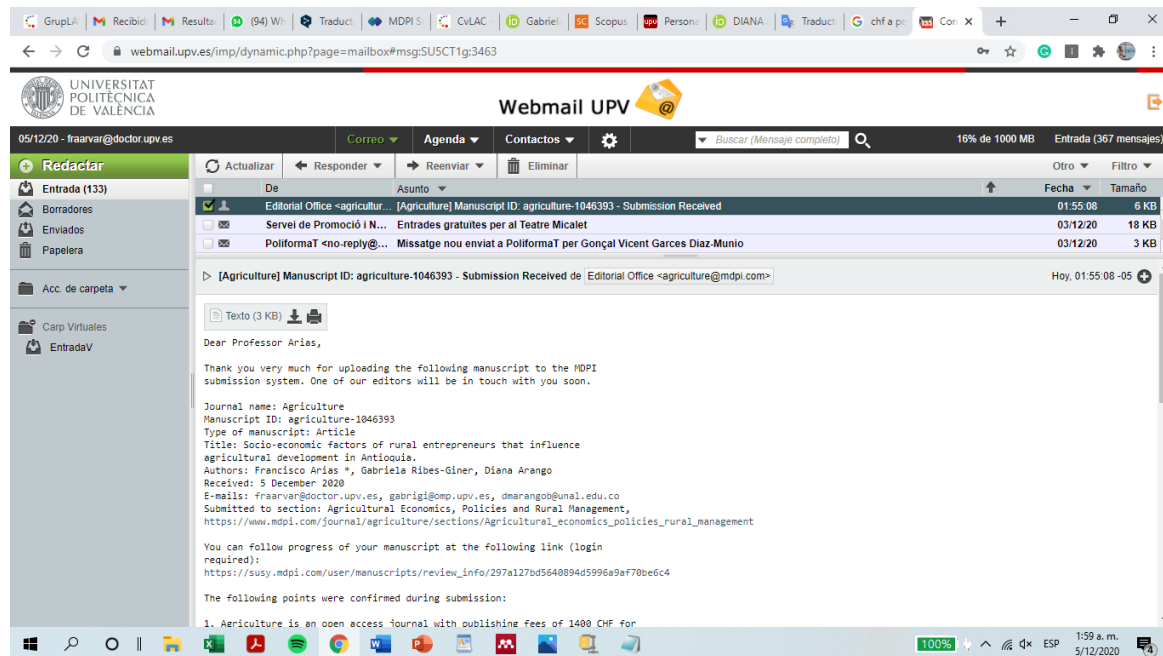 GrupLA
Recibid
Resulta
(94) Wh
Traduct
MDPI S
CvLAC
Gabriela
Scopus
Persona
DIANA
Traduct
chf a pe
Cor
webmail.upv.es/imp/dynamic.php?page=mailbox#msg:SU5CT1g:3463
UNIVERSITAT
POLITÈCNICA
DE VALÈNCIA
Webmail UPV
05/12/20 - fraarvar@doctor.upv.es Correo Agenda Contactos Buscar (Mensaje completo) 16% de 1000 MB Entrada (367 mensajes)
Redactar
Entrada (133)
Borradores
Enviados
Papelera
Acc. de carpeta
Carp Virtuales
EntradaV
Actualizar Responder Reenviar Eliminar Otro Filtro
De Asunto Fecha Tamaño
Editorial Office <agricultur... [Agriculture] Manuscript ID: agriculture-1046393 - Submission Received 01:55:08 6 KB
Servei de Promoció i N... Entrades gratuïtes per al Teatre Micalet 03/12/20 18 KB
PoliformaT <no-reply@... Missatge nou enviat a PoliformaT per Gonçal Vicent Garces Diaz-Munio 03/12/20 3 KB
[Agriculture] Manuscript ID: agriculture-1046393 - Submission Received de Editorial Office <agriculture@mdpi.com> Hoy, 01:55:08 -05
Texto (3 KB)
Dear Professor Arias,
Thank you very much for uploading the following manuscript to the MDPI
submission system. One of our editors will be in touch with you soon.
Journal name: Agriculture
Manuscript ID: agriculture-1046393
Type of manuscript: Article
Title: Socio-economic factors of rural entrepreneurs that influence
agricultural development in Antioquia.
Authors: Francisco Arias *, Gabriela Ribes-Giner, Diana Arango
Received: 5 December 2020
E-mails: fraarvar@doctor.upv.es, gabrigi@omp.upv.es, dmarangob@unal.edu.co
Submitted to section: Agricultural Economics, Policies and Rural Management,
https://www.mdpi.com/journal/agriculture/sections/Agricultural_economics_policies_rural_management
You can follow progress of your manuscript at the following link (login
required):
https://susy.mdpi.com/user/manuscripts/review_info/297a127bd5640894d5996a9af70be6c4
The following points were confirmed during submission:
1. Agriculture is an open access journal with publishing fees of 1400 CHF for
100% ESP 1:59 a. m.
5/12/2020